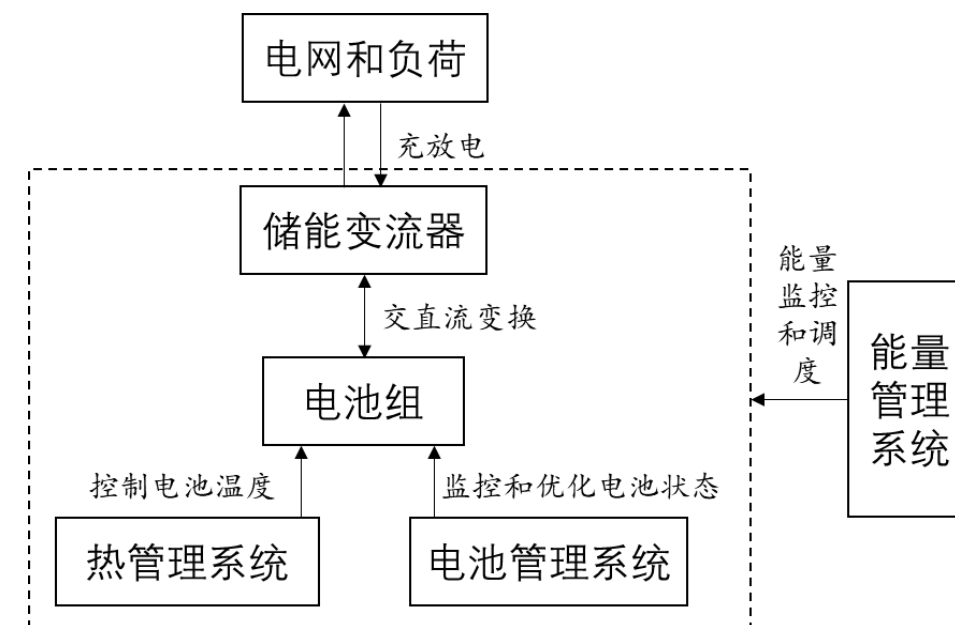 电网和负荷
充放电
储能变流器
交直流变换
电池组
控制电池温度
监控和优化电池状态
热管理系统
电池管理系统
能量
监控
和调
度
能量
管理
系统